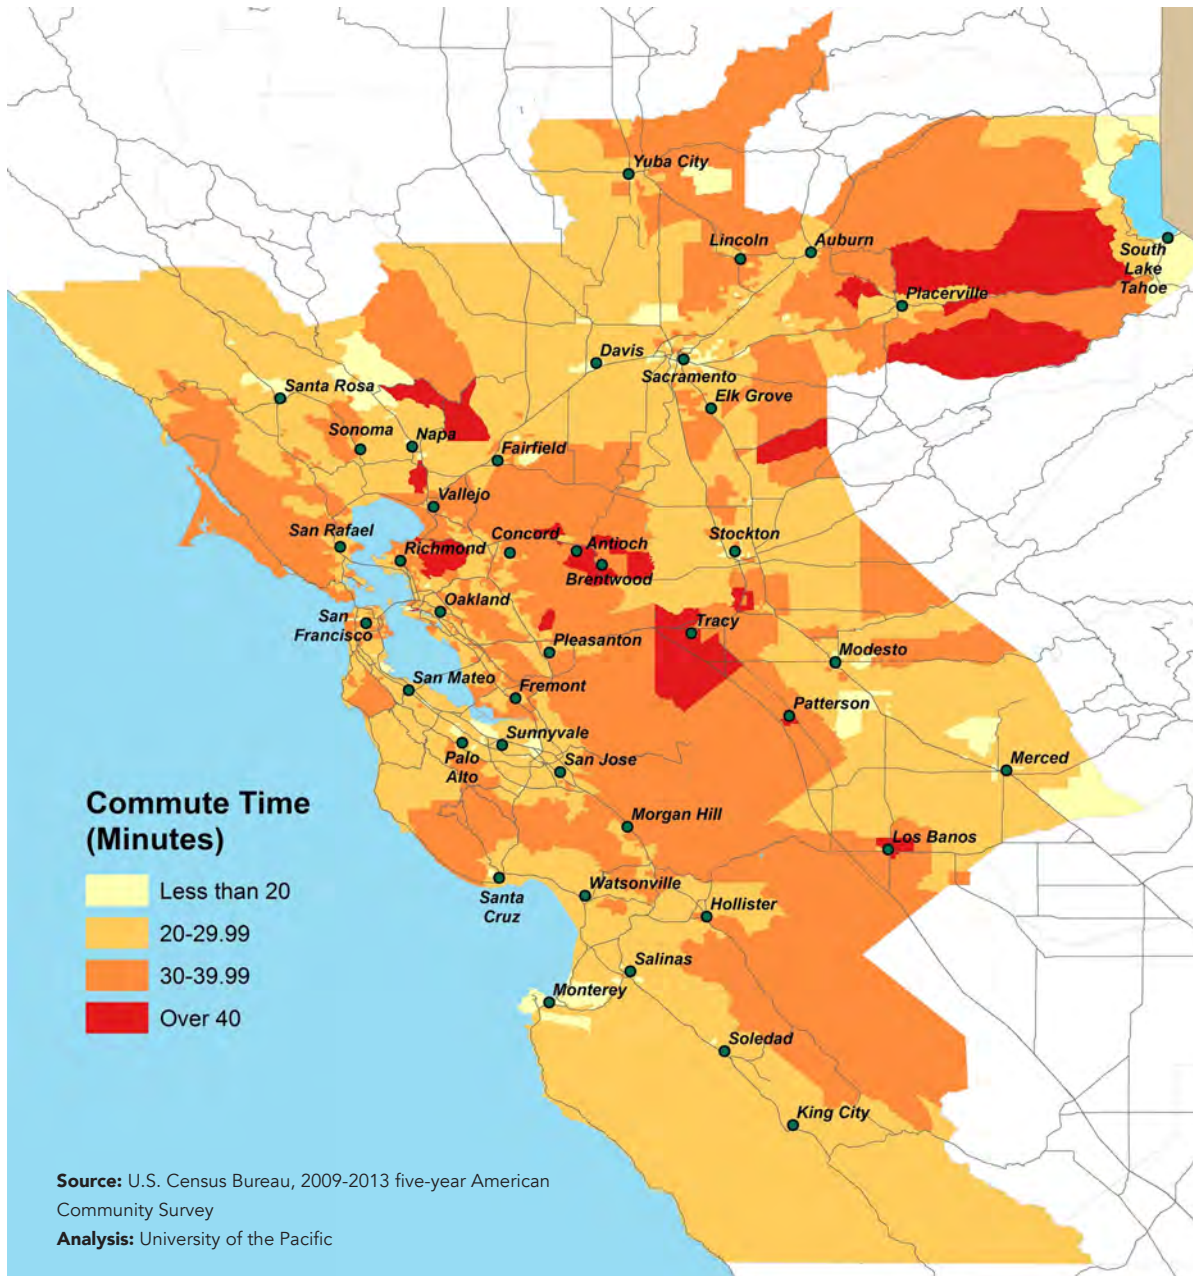 Yuba City
Lincoln
Auburn
South
Lake
Tahoe
Placerville
Davis
Sacramento
Santa Rosa
Elk Grove
Sonoma
Napa
Fairfield
Vallejo
San Rafael
Concord
Antioch
Stockton
Richmond
Brentwood
Oakland
San
Francisco
Tracy
Pleasanton
Modesto
San Mateo
Fremont
Patterson
Sunnyvale
Palo
Alto
San Jose
Merced
Commute Time
(Minutes)
Less than 20
20-29.99
30-39.99
Over 40
Morgan Hill
Los Banos
Santa
Cruz
Watsonville
Hollister
Salinas
Monterey
Soledad
King City
Source: U.S. Census Bureau, 2009-2013 five-year American
Community Survey
Analysis: University of the Pacific